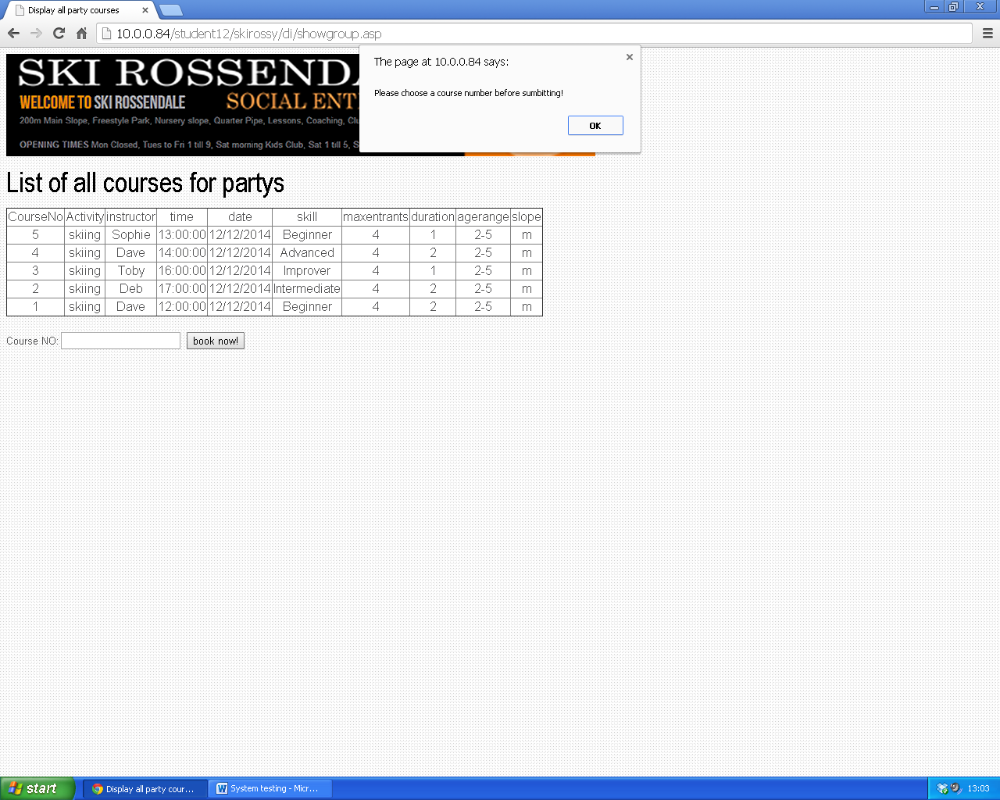 Display all party courses
10.0.0.84/student12/skirossy/di/showgroup.asp
The page at 10.0.0.84 says:
Please choose a course number before sumbitting!
OK
SKI ROSSENDA
WELCOME TO SKI ROSSENDALE
SOCIAL ENT
200m Main Slope, Freestyle Park, Nursery slope, Quarter Pipe, Lessons, Coaching, Clu
OPENING TIMES Mon Closed, Tues to Fri 1 till 9, Sat morning Kids Club, Sat 1 till 5, S
List of all courses for partys
CourseNo Activity instructor time date skill maxentrants duration agerange slope
5 skiing Sophie 13:00:00 12/12/2014 Beginner 4 1 2-5 m
4 skiing Dave 14:00:00 12/12/2014 Advanced 4 2 2-5 m
3 skiing Toby 16:00:00 12/12/2014 Improver 4 1 2-5 m
2 skiing Deb 17:00:00 12/12/2014 Intermediate 4 2 2-5 m
1 skiing Dave 12:00:00 12/12/2014 Beginner 4 2 2-5 m
Course NO: book now!
start Display all party cour... System testing - Micr... 13:03